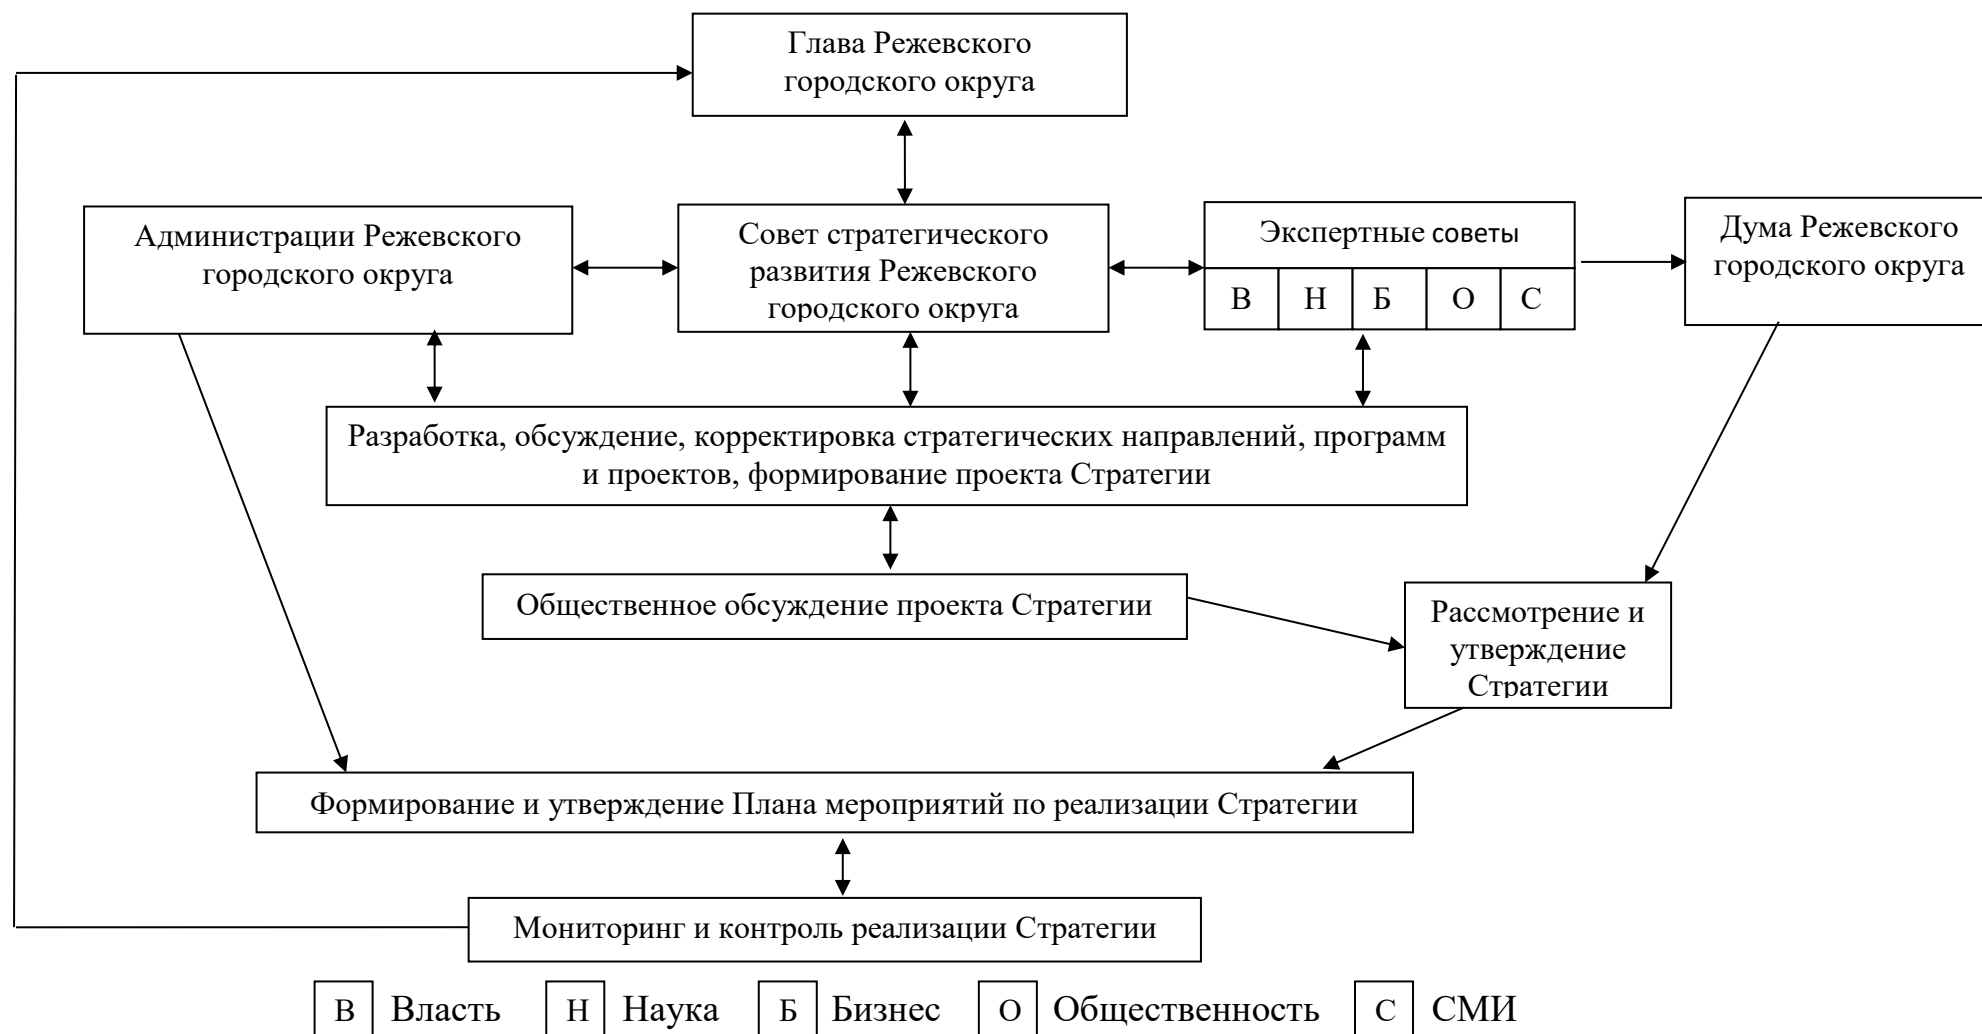 Глава Режевского
городского округа
Администрации Режевского
городского округа
Совет стратегического
развития Режевского
городского округа
Экспертные советы
В Н Б О С
Дума Режевского
городского округа
Разработка, обсуждение, корректировка стратегических направлений, программ
и проектов, формирование проекта Стратегии
Общественное обсуждение проекта Стратегии
Рассмотрение и
утверждение
Стратегии
Формирование и утверждение Плана мероприятий по реализации Стратегии
Мониторинг и контроль реализации Стратегии
В Власть Н Наука Б Бизнес О Общественность С СМИ